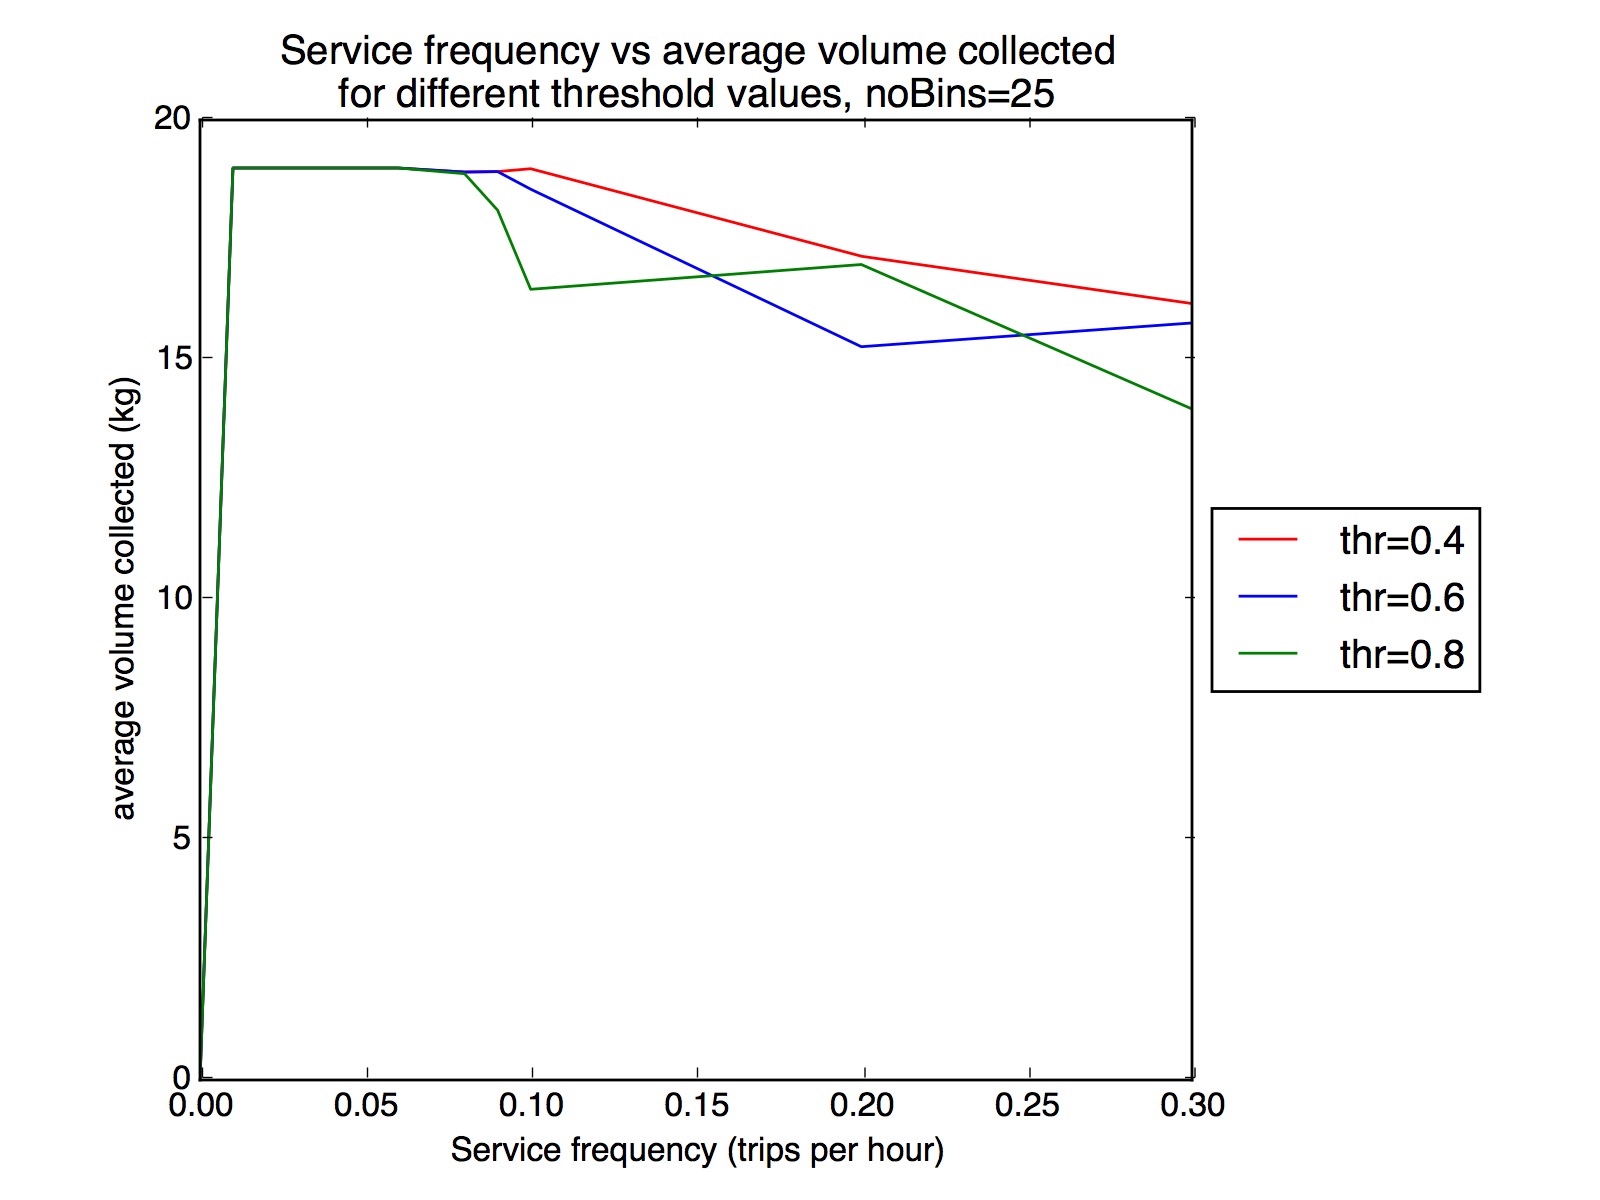 Service frequency vs average volume collected
for different threshold values, noBins=25
20
15
10
5
0
average volume collected (kg)
0.00 0.05 0.10 0.15 0.20 0.25 0.30
Service frequency (trips per hour)
thr=0.4
thr=0.6
thr=0.8